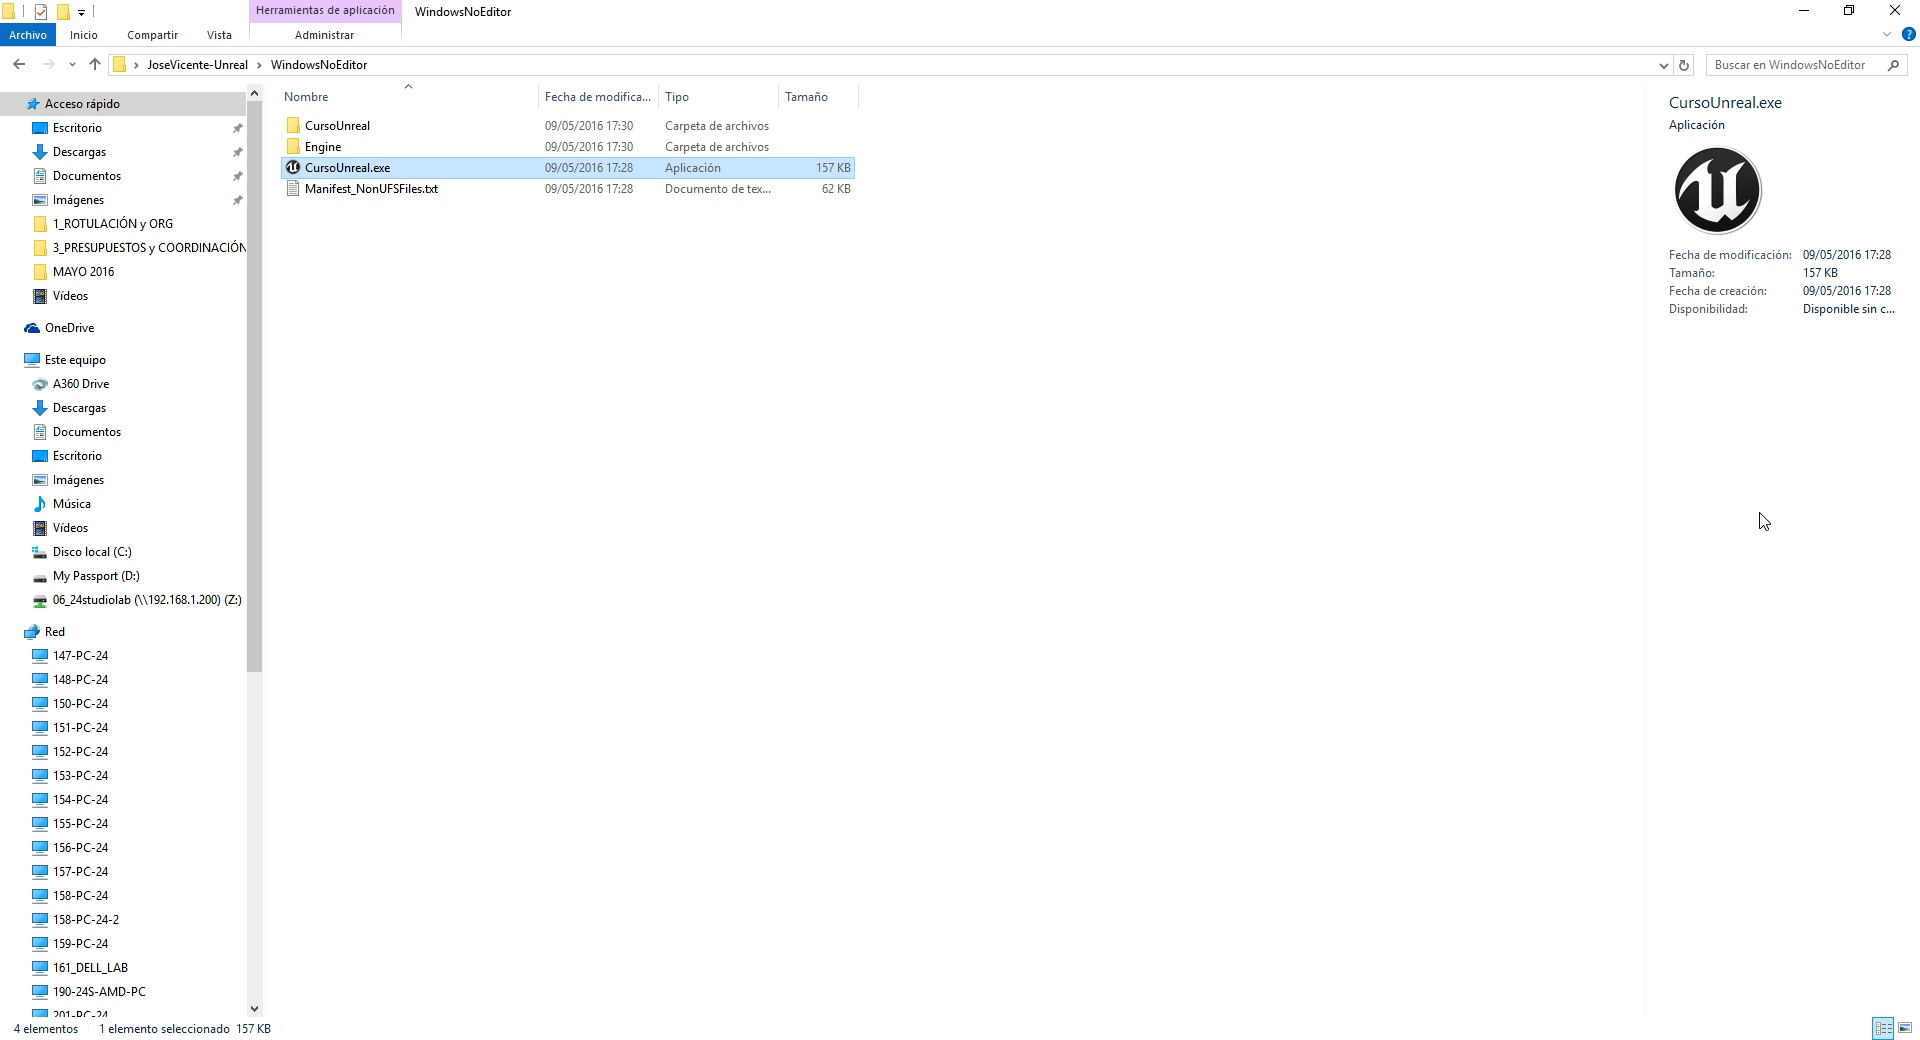 Herramientas de aplicación
WindowsNoEditor
Archivo
Inicio
Compartir
Vista
Administrar
?
JoseVicente-Unreal > WindowsNoEditor
Buscar en WindowsNoEditor
Acceso rápido
Escritorio
Descargas
Documentos
Imágenes
1_ROTULACIÓN y ORG
3_PRESUPUESTOS y COORDINACIÓN
MAYO 2016
Vídeos
OneDrive
Este equipo
A360 Drive
Descargas
Documentos
Escritorio
Imágenes
Música
Vídeos
Disco local (C:)
My Passport (D:)
06_24studiolab (\\192.168.1.200) (Z:)
Red
147-PC-24
148-PC-24
150-PC-24
151-PC-24
152-PC-24
153-PC-24
154-PC-24
155-PC-24
156-PC-24
157-PC-24
158-PC-24
158-PC-24-2
159-PC-24
161_DELL_LAB
190-24S-AMD-PC
201-PC-24
Nombre Fecha de modifica... Tipo Tamaño
CursoUnreal 09/05/2016 17:30 Carpeta de archivos
Engine 09/05/2016 17:30 Carpeta de archivos
CursoUnreal.exe 09/05/2016 17:28 Aplicación 157 KB
Manifest_NonUFSFiles.txt 09/05/2016 17:28 Documento de tex... 62 KB
CursoUnreal.exe
Aplicación
Fecha de modificación: 09/05/2016 17:28
Tamaño: 157 KB
Fecha de creación: 09/05/2016 17:28
Disponibilidad: Disponible sin c...
4 elementos 1 elemento seleccionado 157 KB